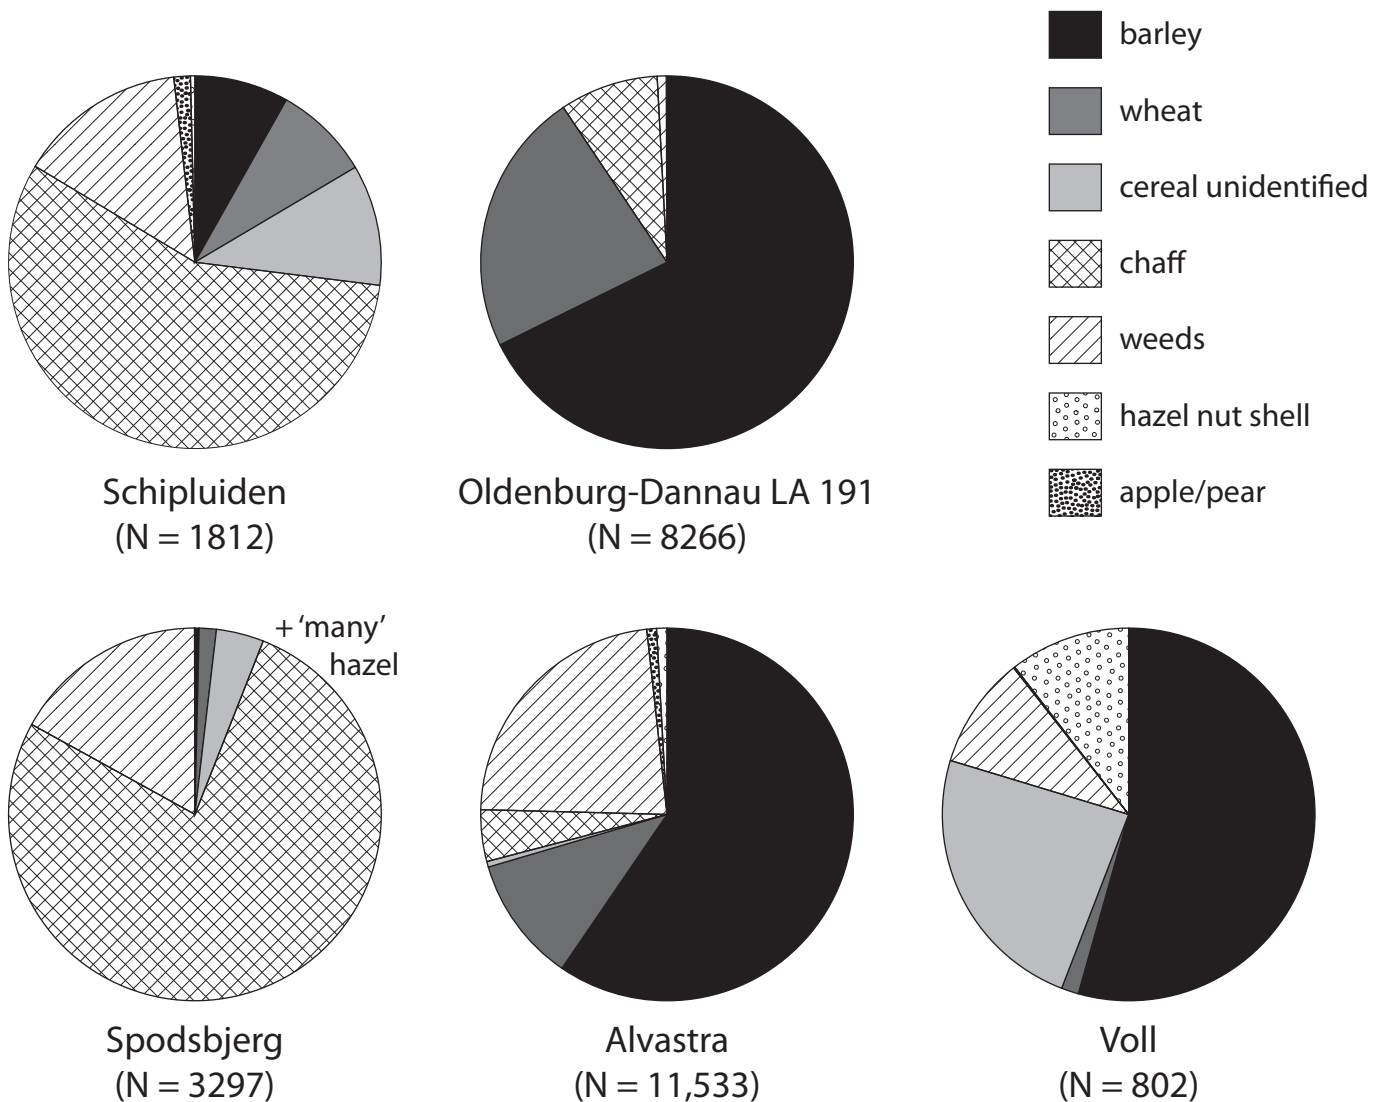 barley
wheat
cereal unidentified
chaff
weeds
hazel nut shell
apple/pear
Schipluiden
(N = 1812)
Oldenburg-Dannau LA 191
(N = 8266)
+ ‘many’
hazel
Spodsbjerg
(N = 3297)
Alvastra
(N = 11,533)
Voll
(N = 802)